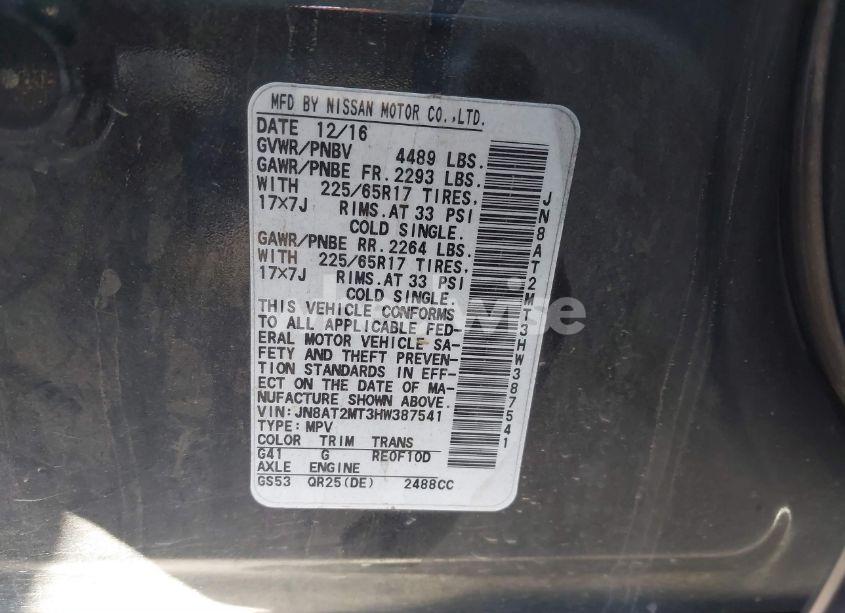 MFD BY NISSAN MOTOR CO.,LTD.
DATE 12/16
GVWR/PNBV 4489 LBS.
GAWR/PNBE FR. 2293 LBS.
WITH 225/65R17 TIRES.
17X7J RIMS. AT 33 PSI
COLD SINGLE.
GAWR/PNBE RR. 2264 LBS.
WITH 225/65R17 TIRES.
17X7J RIMS. AT 33 PSI
COLD SINGLE.
THIS VEHICLE CONFORMS
TO ALL APPLICABLE FED-
ERAL MOTOR VEHICLE SA-
FETY AND THEFT PREVEN-
TION STANDARDS IN EFF-
ECT ON THE DATE OF MA-
NUFACTURE SHOWN ABOVE.
VIN: JN8AT2MT3HW387541
TYPE: MPV
COLOR TRIM TRANS
G41 G RE0F10D
AXLE ENGINE
GS53 QR25(DE) 2488CC
JN8AT2MT3HW387541